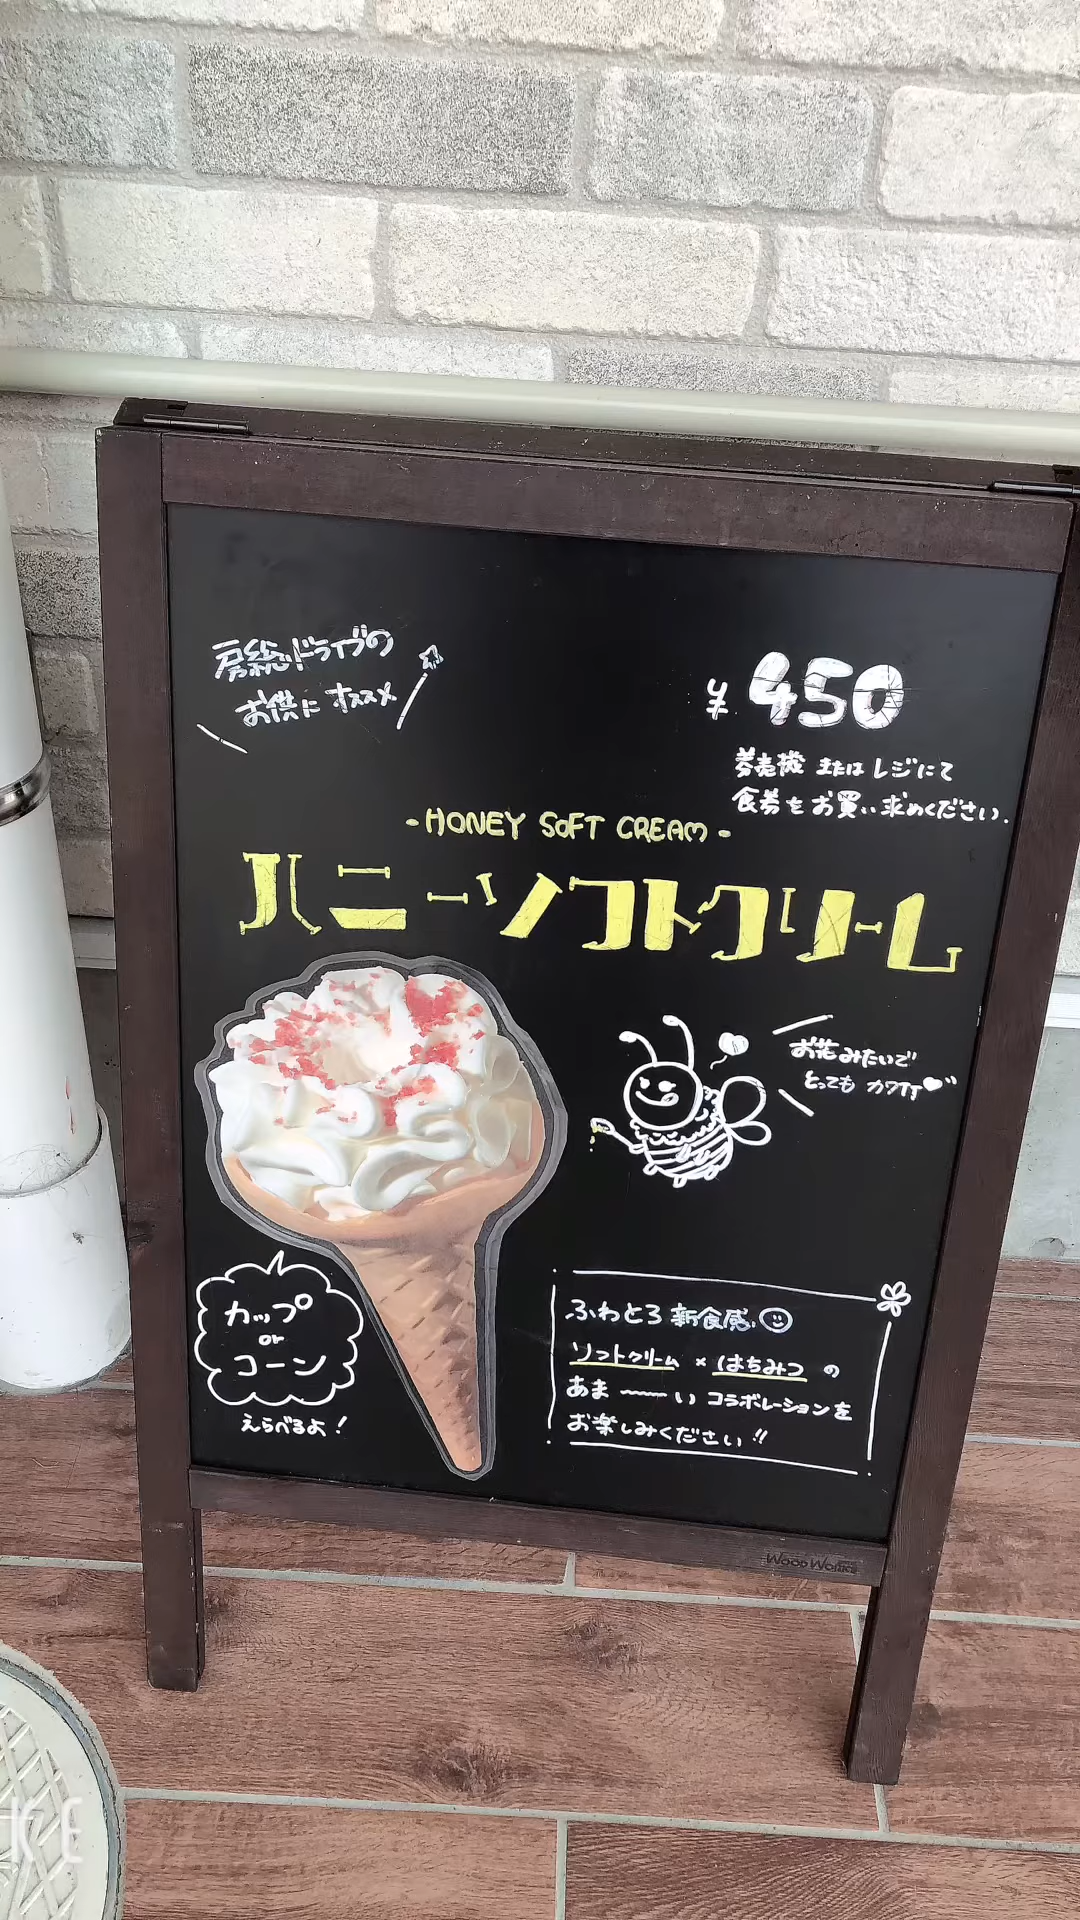 房総ドライブの
お供に オススメ
¥450
券売機 または レジにて
食券を お買い求めください.
- HONEY SOFT CREAM -
ハニーソフトクリーム
お花みたいで
とっても カワイイ
カップ
or
コーン
えらべるよ!
ふわとろ 新食感
ソフトクリーム × はちみつ の
あま〜〜い コラボレーションを
お楽しみください!!
WOOD WORKS